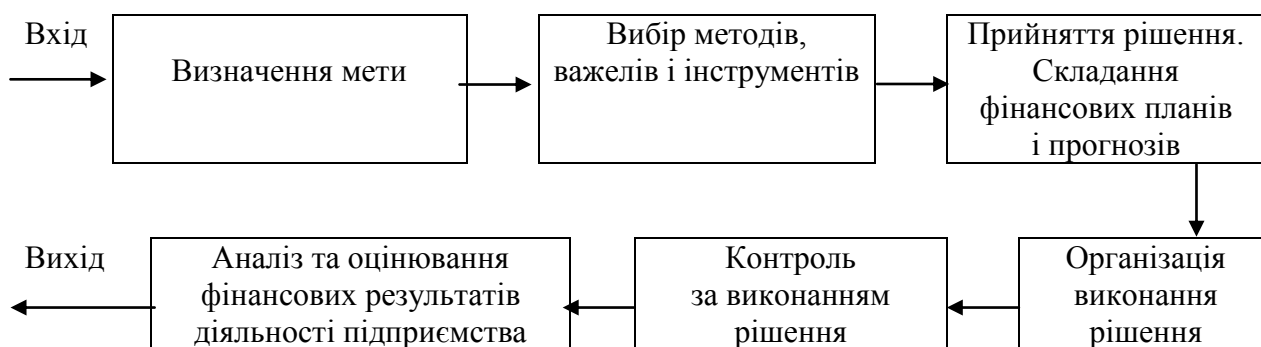 Вхід
Визначення мети
Вибір методів,
важелів і інструментів
Прийняття рішення.
Складання
фінансових планів
і прогнозів
Організація
виконання
рішення
Контроль
за виконанням
рішення
Аналіз та оцінювання
фінансових результатів
діяльності підприємства
Вихід